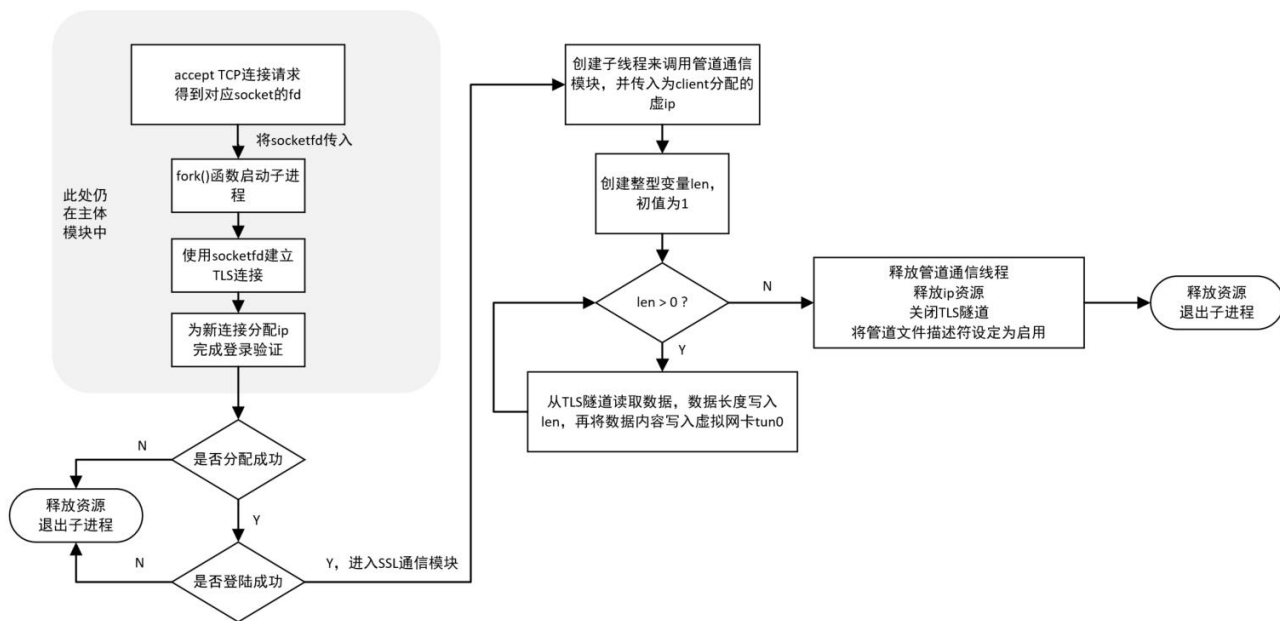 accept TCP连接请求
得到对应socket的fd
将socketfd传入
fork()函数启动子进
程
此处仍
在主体
模块中
使用socketfd建立
TLS连接
为新连接分配ip
完成登录验证
是否分配成功
N
释放资源
退出子进程
Y
是否登陆成功
N
Y，进入SSL通信模块
创建子线程来调用管道通信
模块，并传入为client分配的
虚ip
创建整型变量len，
初值为1
len > 0 ?
N
Y
从TLS隧道读取数据，数据长度写入
len，再将数据内容写入虚拟网卡tun0
释放管道通信线程
释放ip资源
关闭TLS隧道
将管道文件描述符设定为启用
释放资源
退出子进程